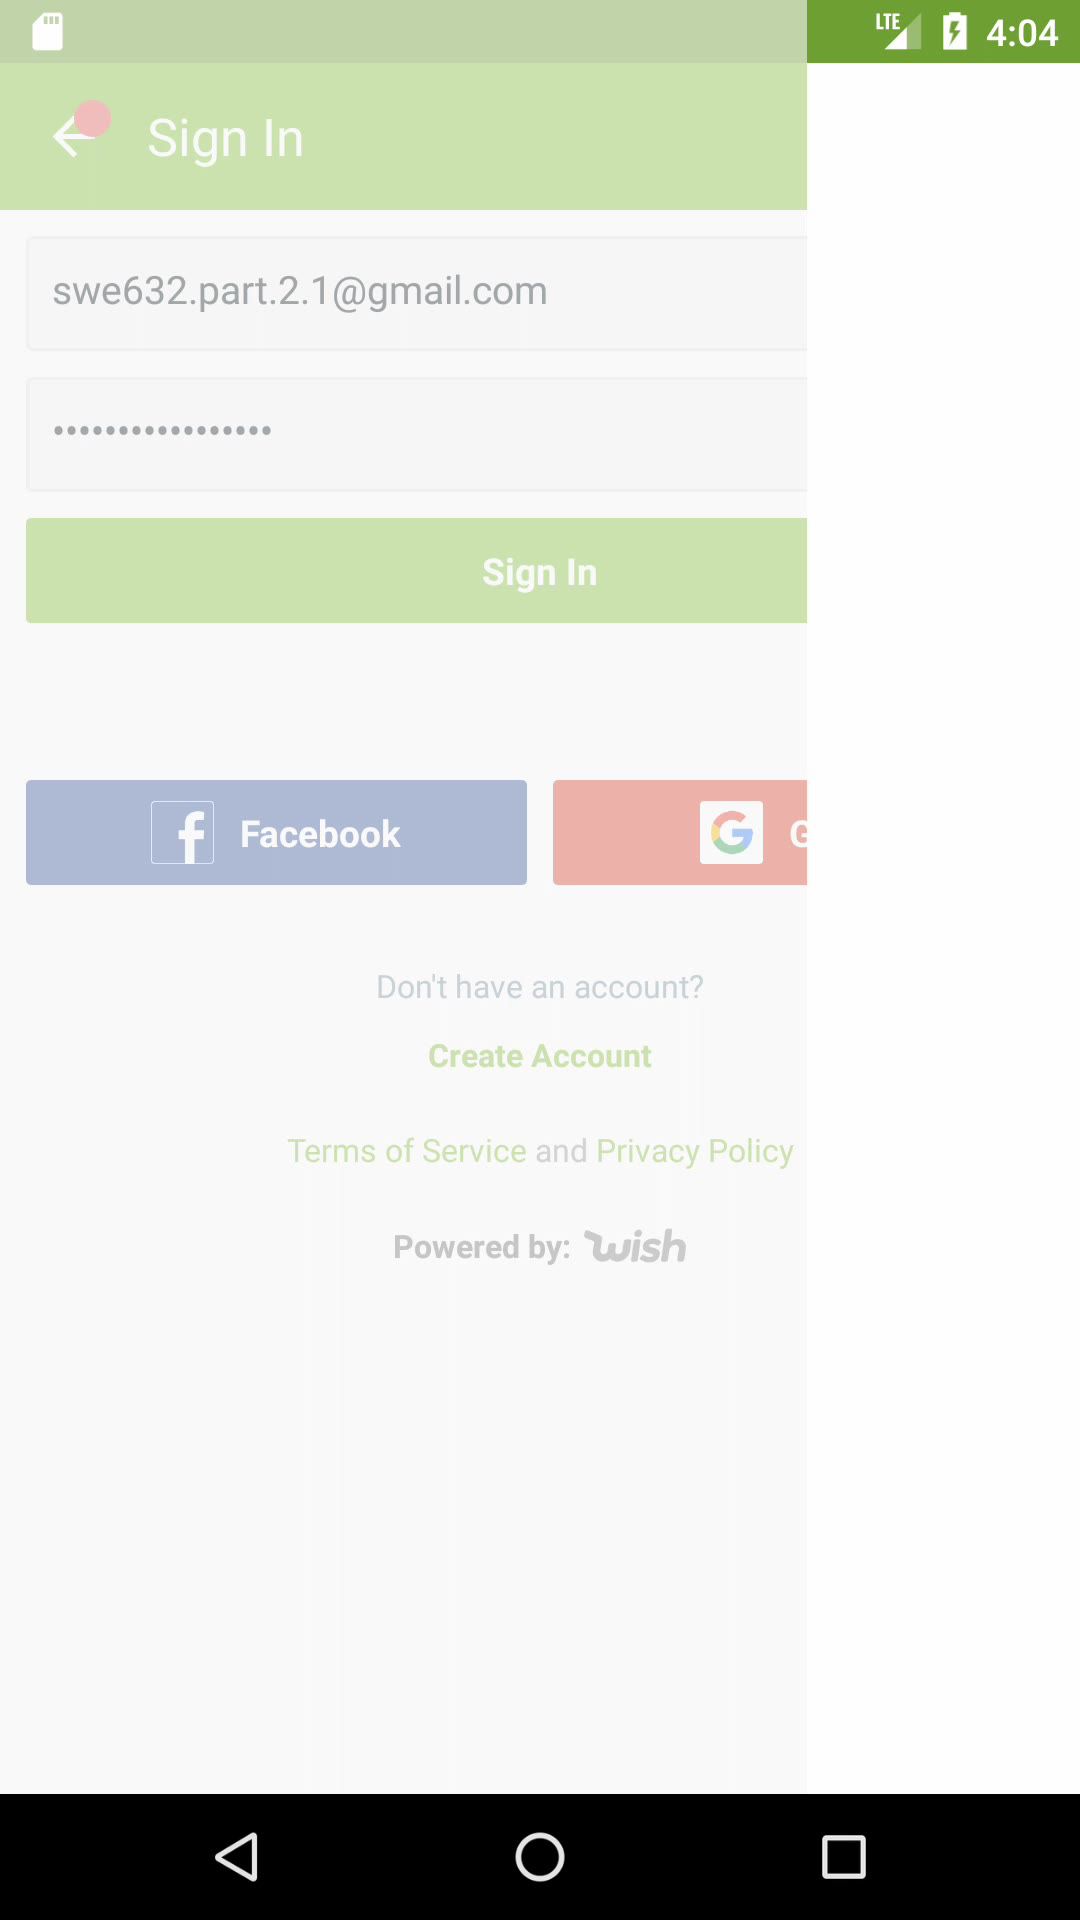 LTE 4:04
Sign In
swe632.part.2.1@gmail.com
•••••••••••••••••
Sign In
Facebook G
Don't have an account?
Create Account
Terms of Service and Privacy Policy
Powered by: wish